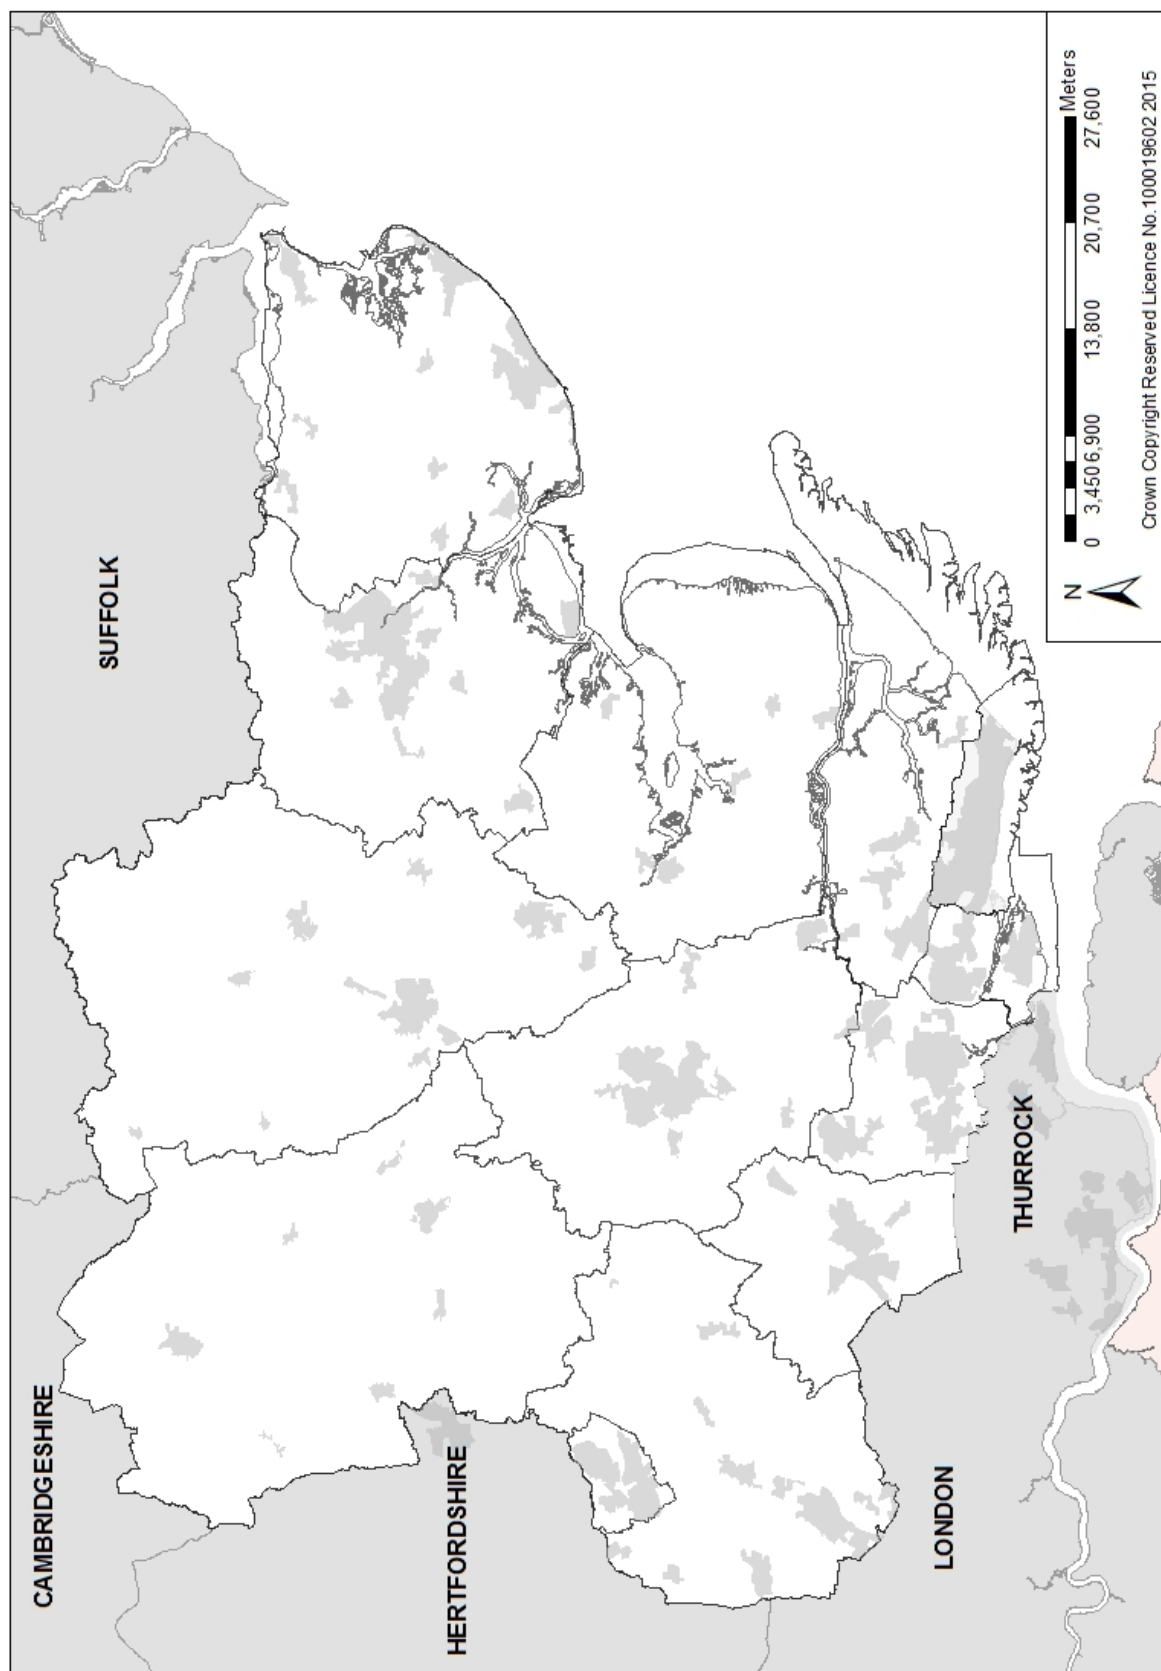 CAMBRIDGESHIRE
SUFFOLK
HERTFORDSHIRE
LONDON
THURROCK
N
0 3,450 6,900 13,800 20,700 27,600
Meters
Crown Copyright Reserved Licence No.100019602 2015